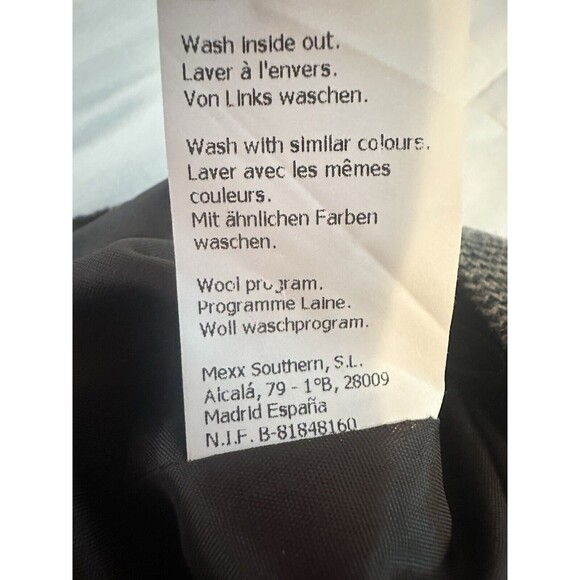 Wash inside out.
Laver à l'envers.
Von Links waschen.
Wash with similar colours.
Laver avec les mêmes
couleurs.
Mit ähnlichen Farben
waschen.
Wool program.
Programme Laine.
Woll waschprogram.
Mexx Southern, S.L.
Alcalá, 79 - 1ºB, 28009
Madrid España
N.I.F. B-81848160